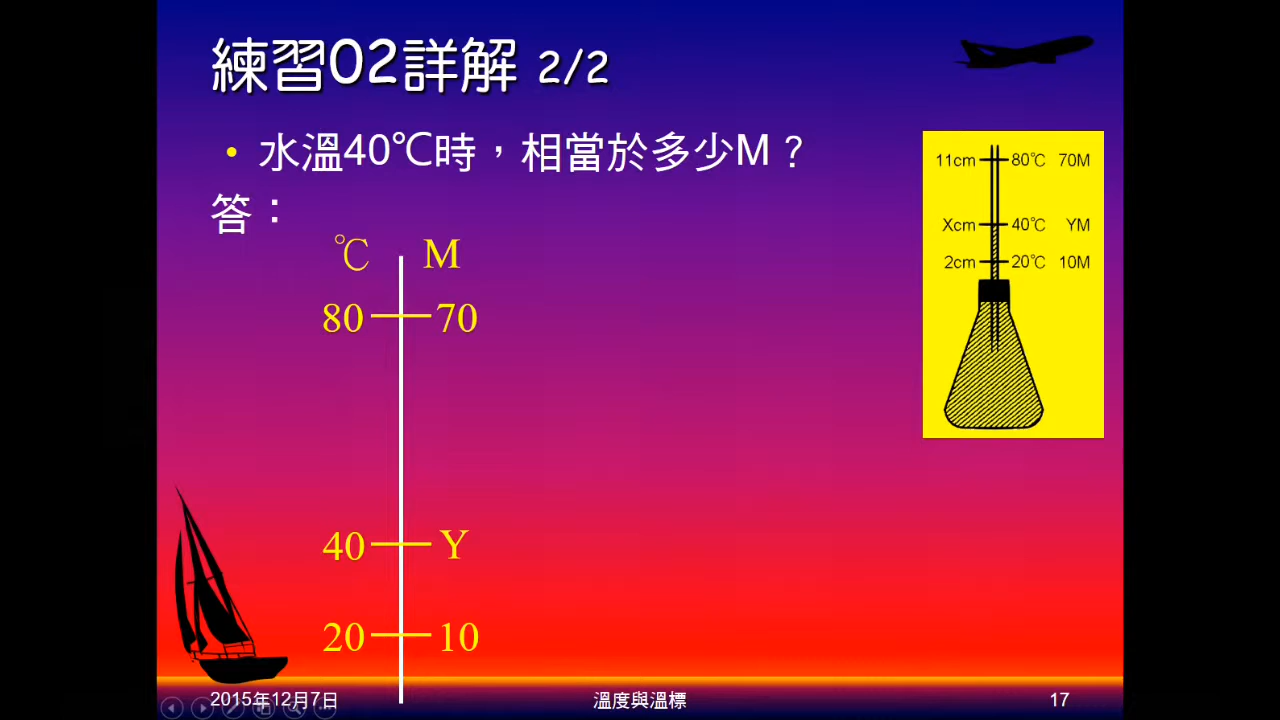 練習02詳解 2/2
• 水溫40℃時，相當於多少M？
答：
℃ M
80 70
40 Y
20 10
11cm 80℃ 70M
Xcm 40℃ YM
2cm 20℃ 10M
2015年12月7日 溫度與溫標 17